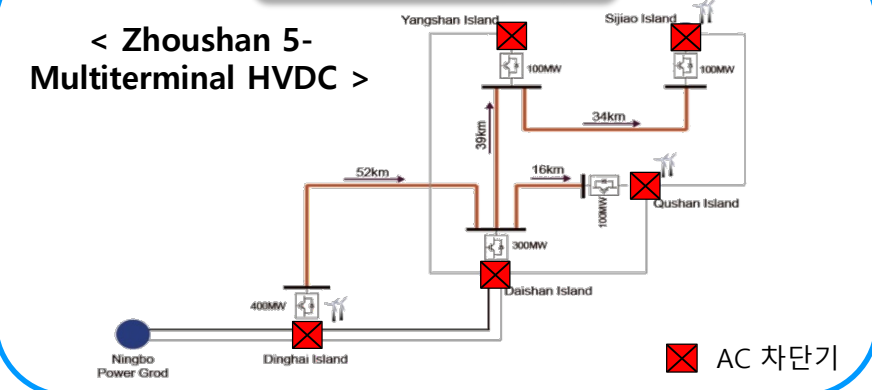 < Zhoushan 5-
Multiterminal HVDC >
Yangshan Island
Sijiao Island
100MW
100MW
34km
39km
52km
16km
100MW
Qushan Island
300MW
Daishan Island
400MW
Ningbo
Power Grod
Dinghai Island
AC 차단기